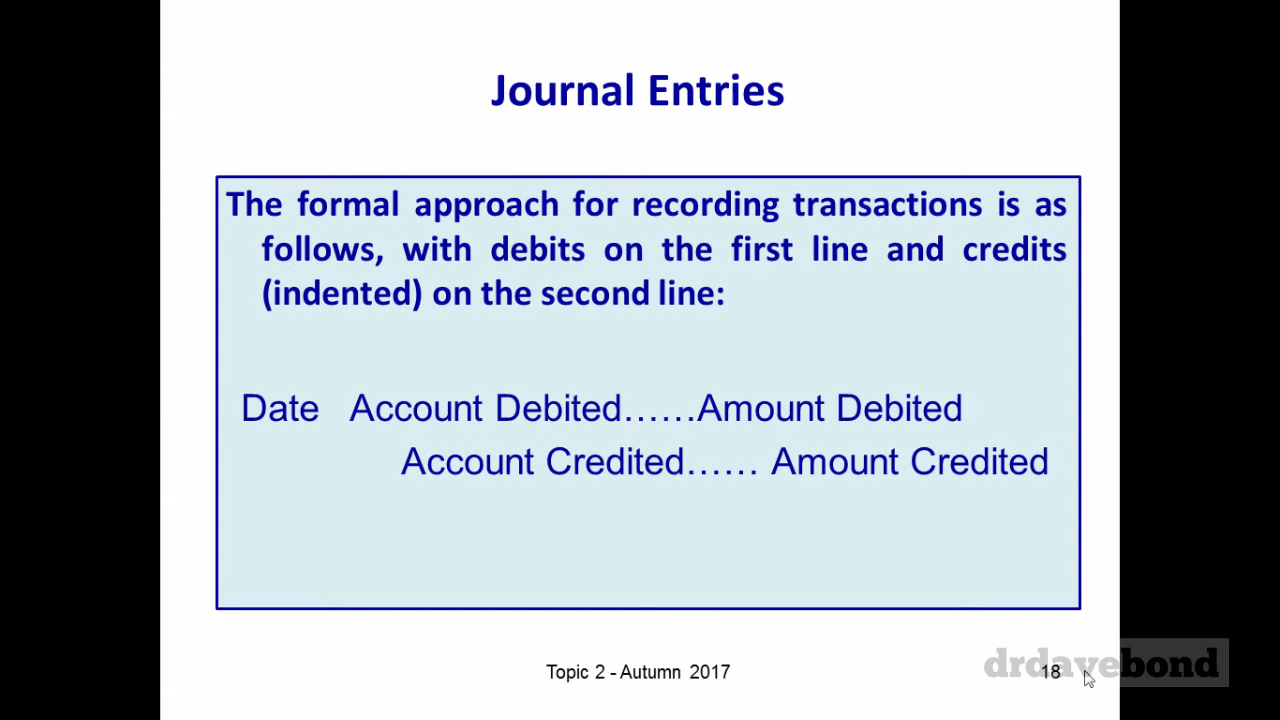 Journal Entries
The formal approach for recording transactions is as
follows, with debits on the first line and credits
(indented) on the second line:
Date Account Debited……Amount Debited
Account Credited…… Amount Credited
Topic 2 - Autumn 2017
18
drdavebond